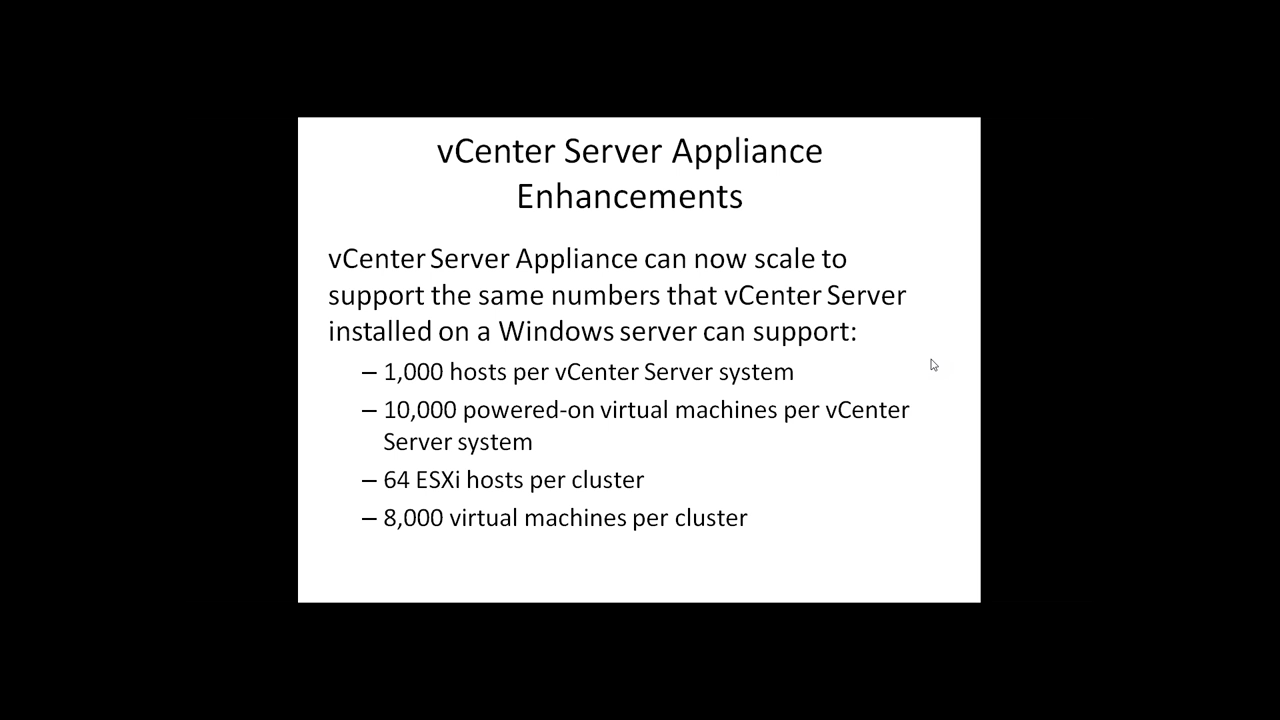 vCenter Server Appliance
Enhancements
vCenter Server Appliance can now scale to
support the same numbers that vCenter Server
installed on a Windows server can support:
– 1,000 hosts per vCenter Server system
– 10,000 powered-on virtual machines per vCenter
Server system
– 64 ESXi hosts per cluster
– 8,000 virtual machines per cluster